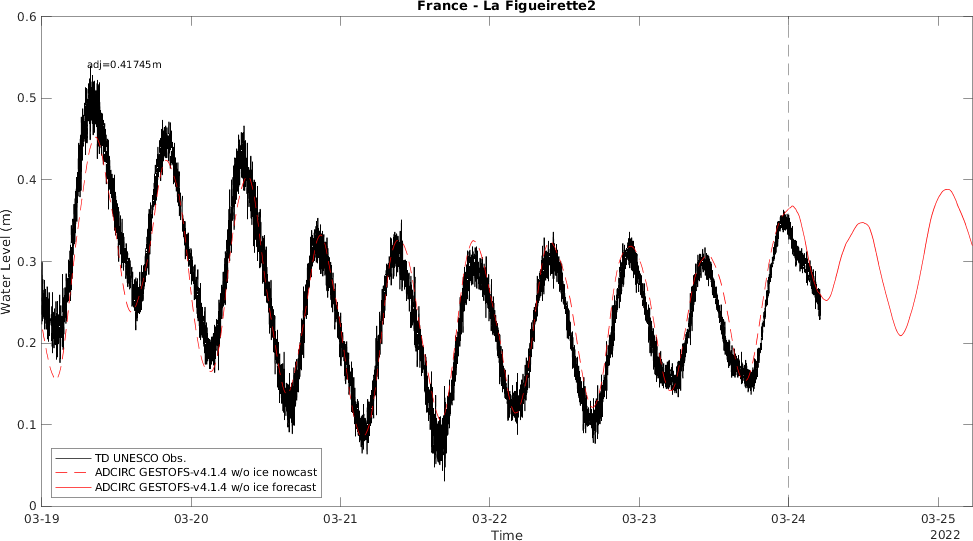 France - La Figueirette2
0.6
adj=0.41745m
0.5
0.4
0.3
0.2
0.1
0
Water Level (m)
TD UNESCO Obs.
ADCIRC GESTOFS-v4.1.4 w/o ice nowcast
ADCIRC GESTOFS-v4.1.4 w/o ice forecast
03-19 03-20 03-21 03-22 03-23 03-24 03-25
Time
2022